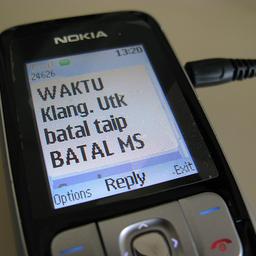 NOKIA
13:20
24626
WAKTU
Klang. Utk
batal taip
BATAL MS
Options Reply Exit